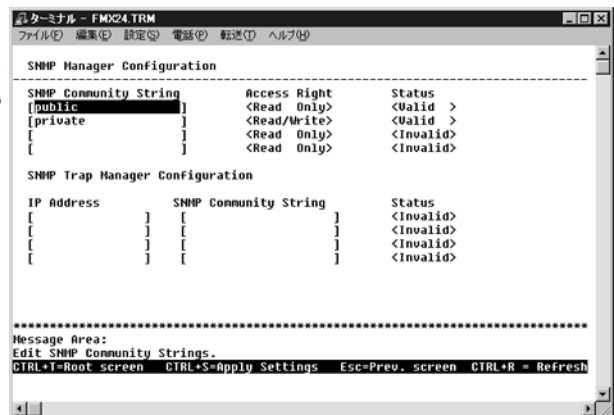 ターミナル - FMX24.TRM
ファイル(F) 編集(E) 設定(S) 電話(P) 転送(T) ヘルプ(H)
SNMP Manager Configuration
SNMP Community String Access Right Status
[public ] <Read Only> <Valid >
[private ] <Read/Write> <Valid >
[ ] <Read Only> <Invalid>
[ ] <Read Only> <Invalid>
SNMP Trap Manager Configuration
IP Address SNMP Community String Status
[ ] [ ] <Invalid>
[ ] [ ] <Invalid>
[ ] [ ] <Invalid>
[ ] [ ] <Invalid>
Message Area:
Edit SNMP Community Strings.
CTRL+T=Root screen CTRL+S=Apply Settings Esc=Prev. screen CTRL+R = Refresh